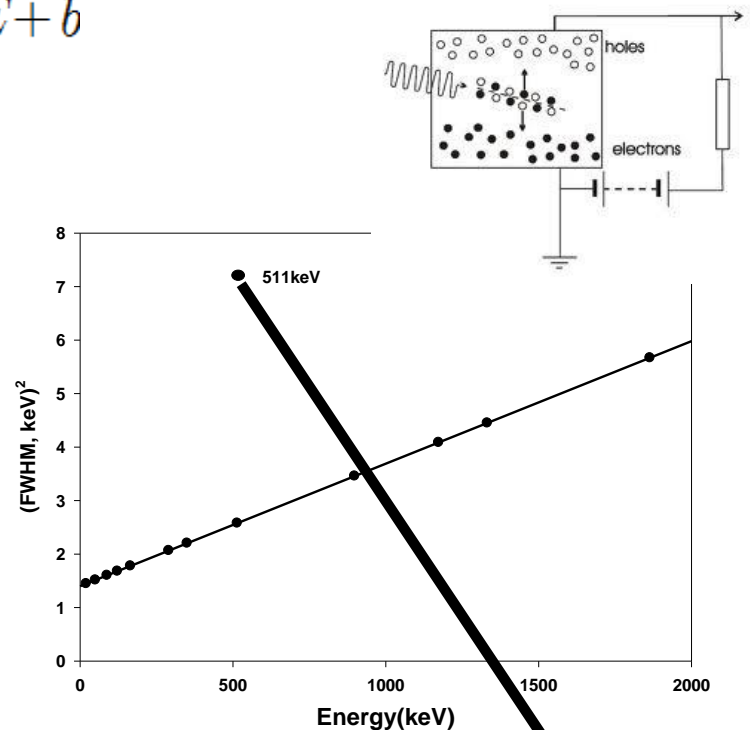 + b
holes
electrons
8
7
6
5
4
3
2
1
0
511keV
(FWHM, keV)²
0 500 1000 1500 2000
Energy(keV)